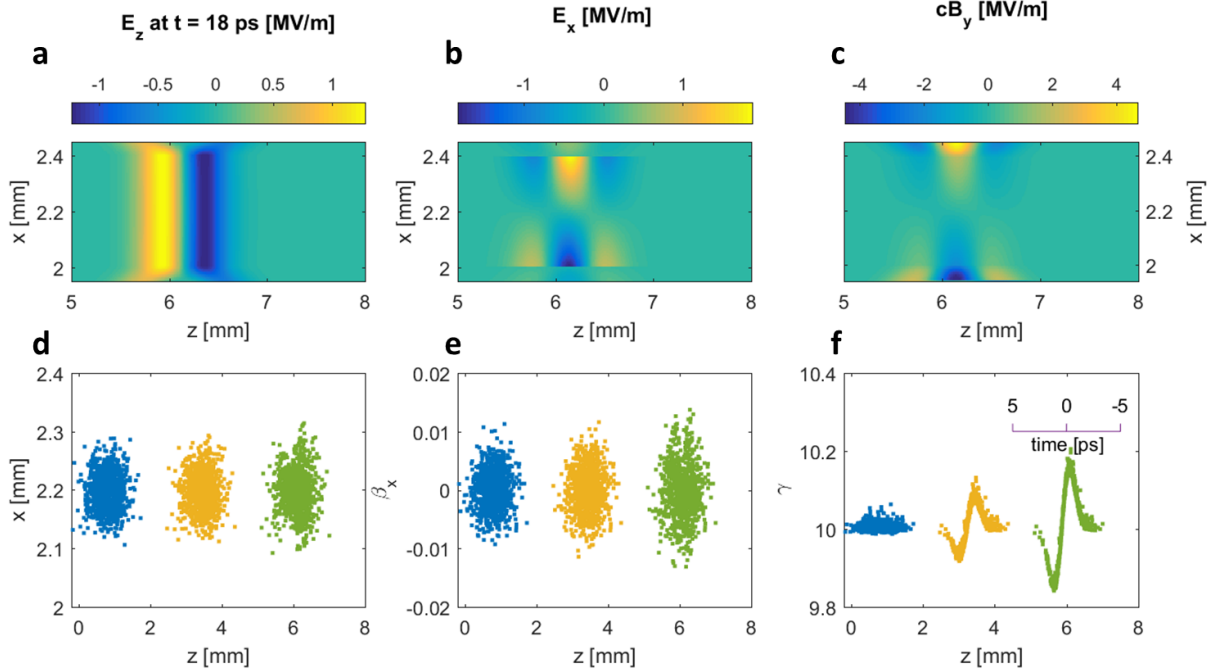 E_z at t = 18 ps [MV/m]
E_x [MV/m]
cB_y [MV/m]
a
b
c
-1 -0.5 0 0.5 1
-1 0 1
-4 -2 0 2 4
x [mm]
2.4
2.2
2
5 6 7 8
z [mm]
x [mm]
2.4
2.2
2
5 6 7 8
z [mm]
2.4
2.2
2
x [mm]
5 6 7 8
z [mm]
d
e
f
x [mm]
2.4
2.3
2.2
2.1
2
0 2 4 6 8
z [mm]
β_x
0.02
0.01
0
-0.01
-0.02
0 2 4 6 8
z [mm]
γ
10.4
10.2
10
9.8
5 0 -5
time [ps]
0 2 4 6 8
z [mm]